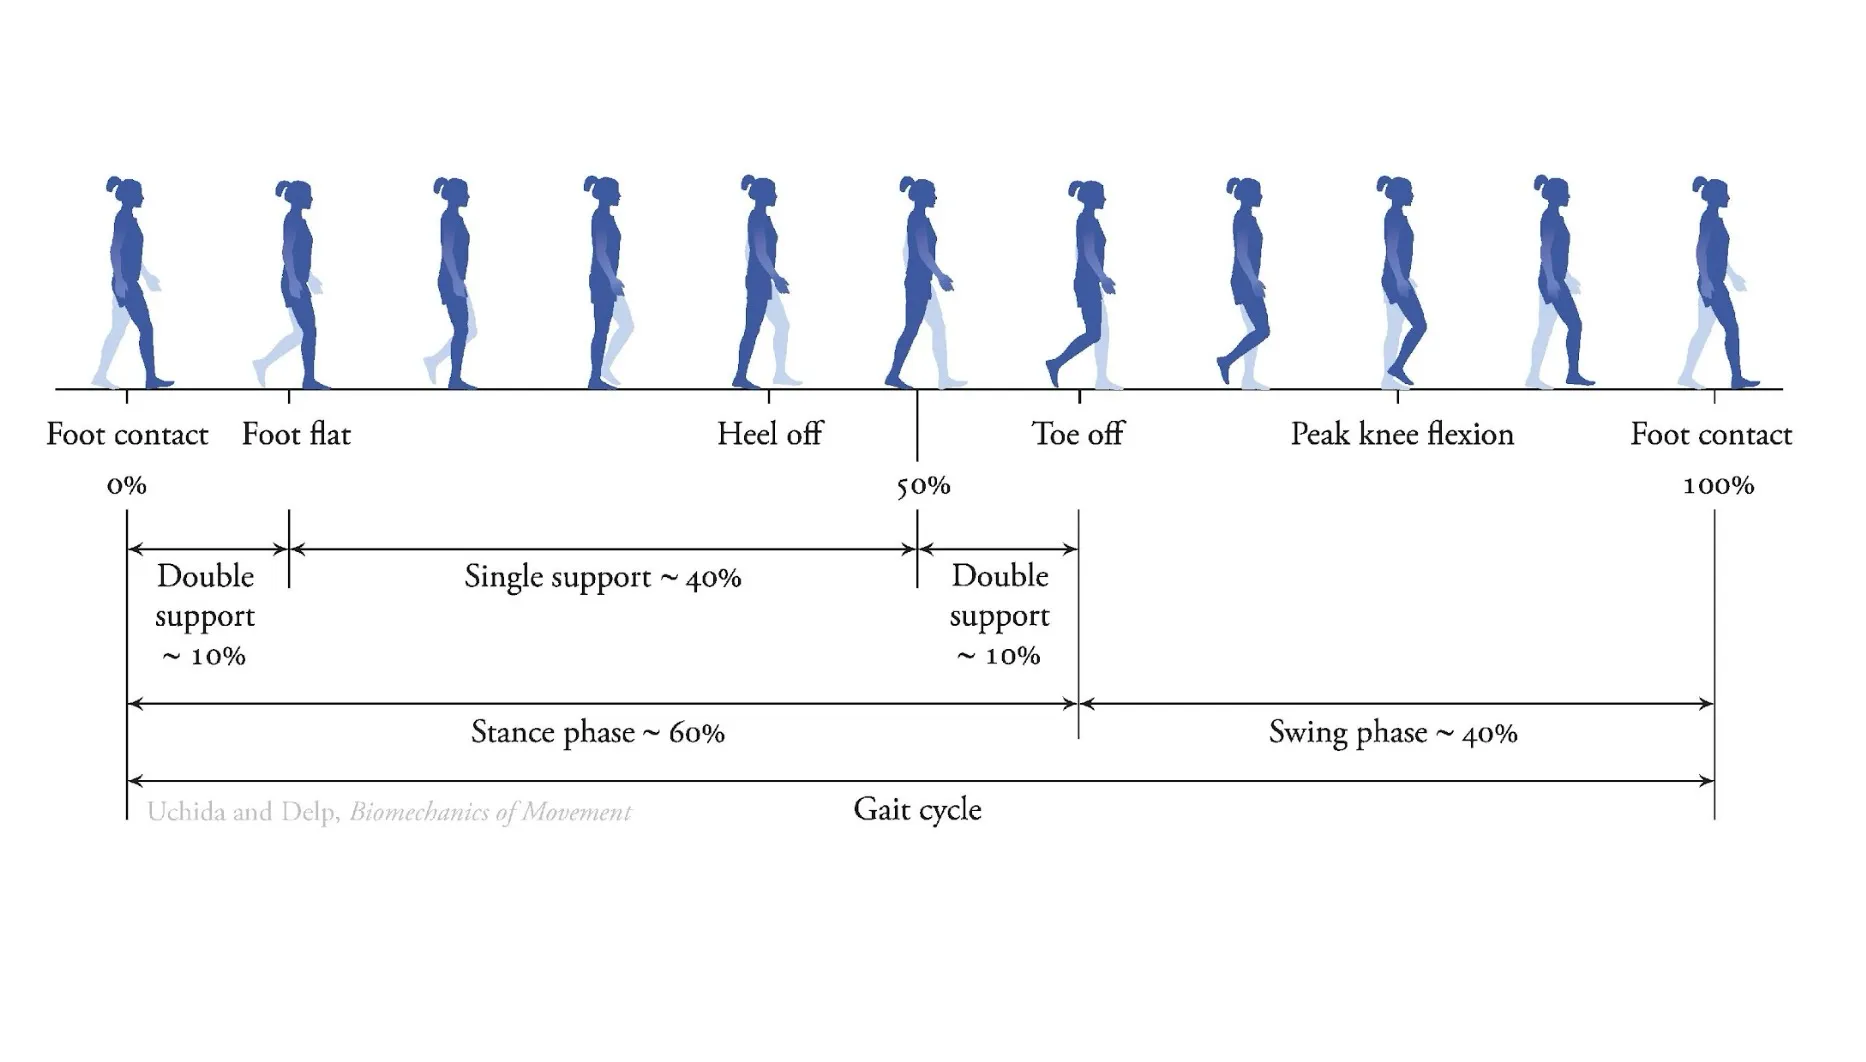 Foot contact Foot flat Heel off Toe off Peak knee flexion Foot contact
0% 50% 100%
Double
support
~ 10%
Single support ~ 40%
Double
support
~ 10%
Stance phase ~ 60% Swing phase ~ 40%
Gait cycle
Uchida and Delp, Biomechanics of Movement